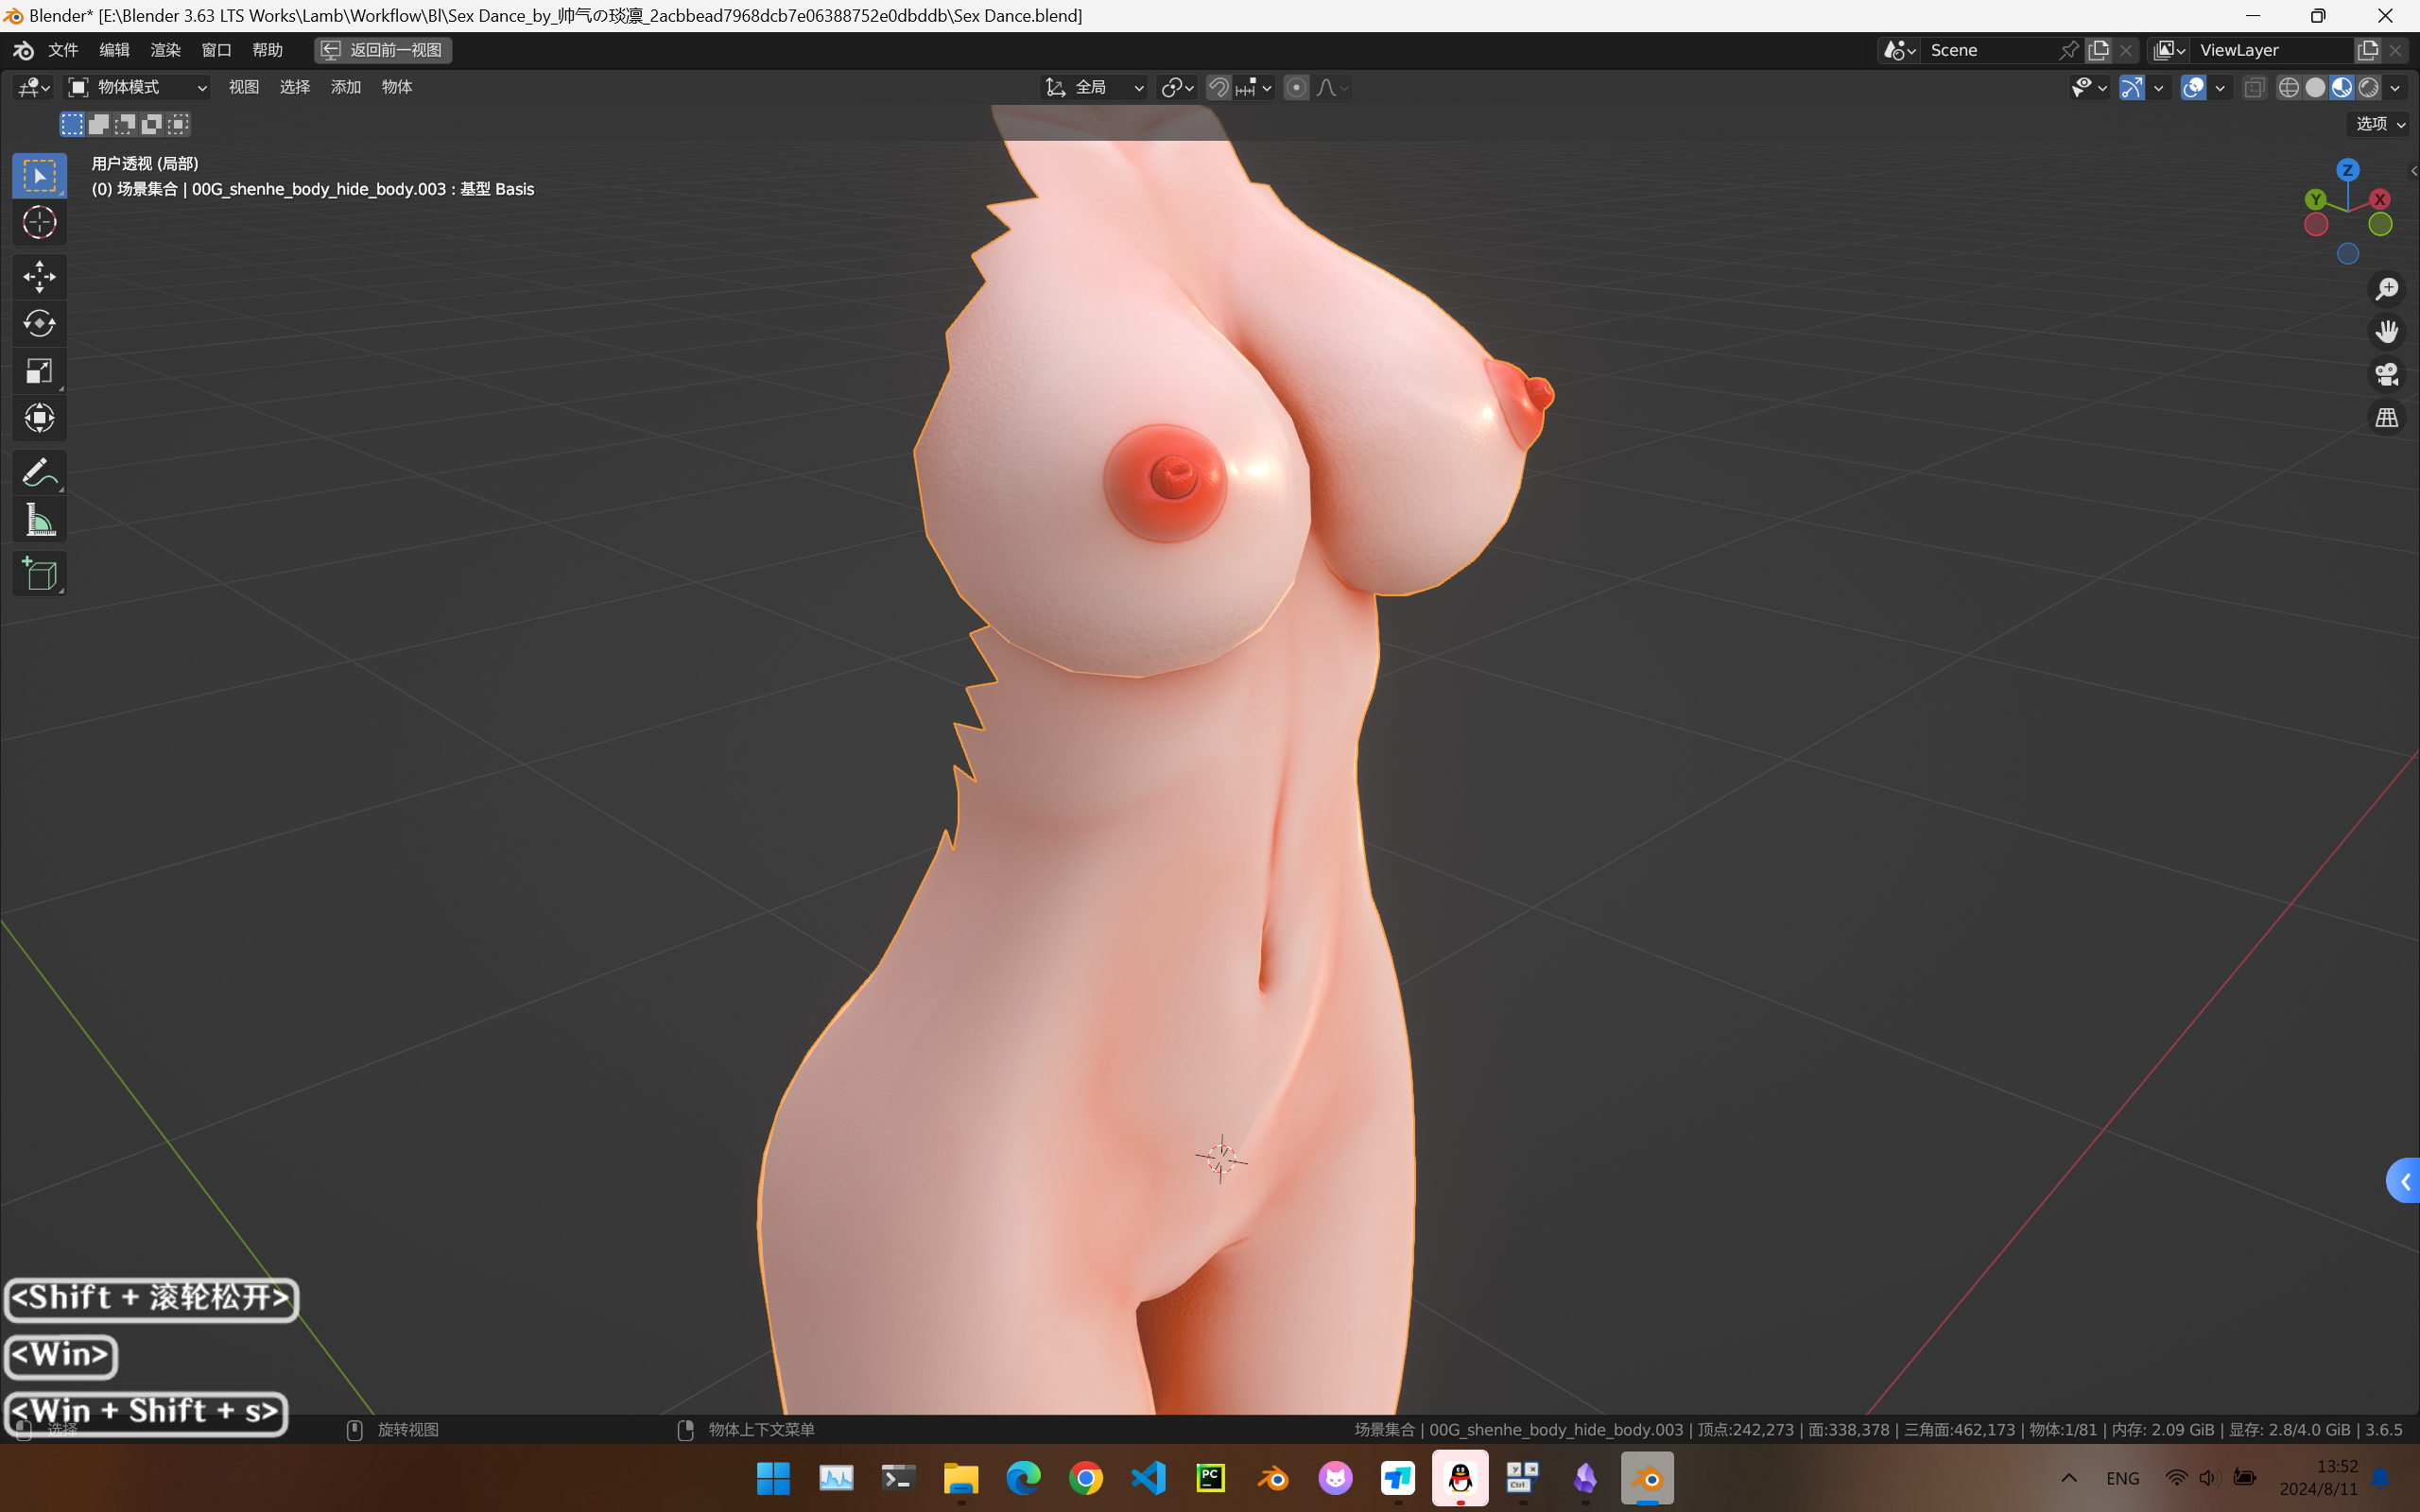 Blender* [E:\Blender 3.63 LTS Works\Lamb\Workflow\Bl\Sex Dance_by_帅气の琰凛_2acbbead7968dcb7e06388752e0dbddb\Sex Dance.blend]
文件 编辑 渲染 窗口 帮助 返回前一视图 Scene ViewLayer
物体模式 视图 选择 添加 物体 全局
选项
用户透视 (局部)
(0) 场景集合 | 00G_shenhe_body_hide_body.003 : 基型 Basis
Z
Y X
<Shift + 滚轮松开>
<Win>
<Win + Shift + s>
选择 旋转视图 物体上下文菜单 场景集合 | 00G_shenhe_body_hide_body.003 | 顶点:242,273 | 面:338,378 | 三角面:462,173 | 物体:1/81 | 内存: 2.09 GiB | 显存: 2.8/4.0 GiB | 3.6.5
PC Ctrl ENG 13:52
2024/8/11